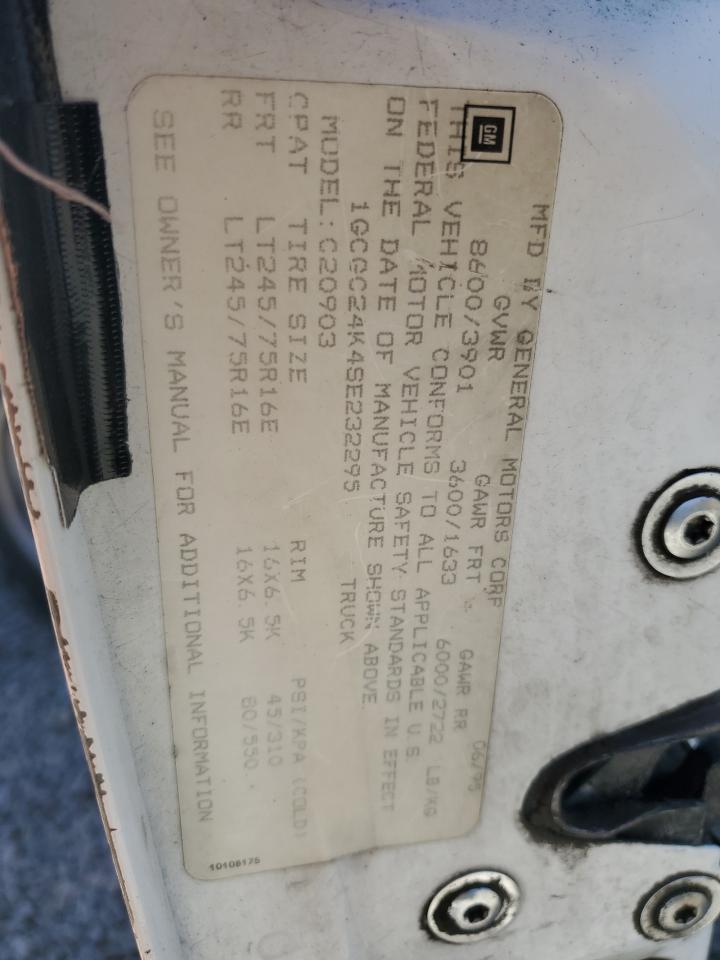 GM
MFD BY GENERAL MOTORS CORP 06/95
GVWR GAWR FRT GAWR RR
8600/3901 3600/1633 6000/2722 LB/KG
THIS VEHICLE CONFORMS TO ALL APPLICABLE U.S.
FEDERAL MOTOR VEHICLE SAFETY STANDARDS IN EFFECT
ON THE DATE OF MANUFACTURE SHOWN ABOVE.
1GCGC24K4SE232295 TRUCK
MODEL: C20903
CPAT TIRE SIZE RIM PSI/KPA (COLD)
FRT LT245/75R16E 16X6.5K 45/310
RR LT245/75R16E 16X6.5K 80/550
SEE OWNER'S MANUAL FOR ADDITIONAL INFORMATION
10108175